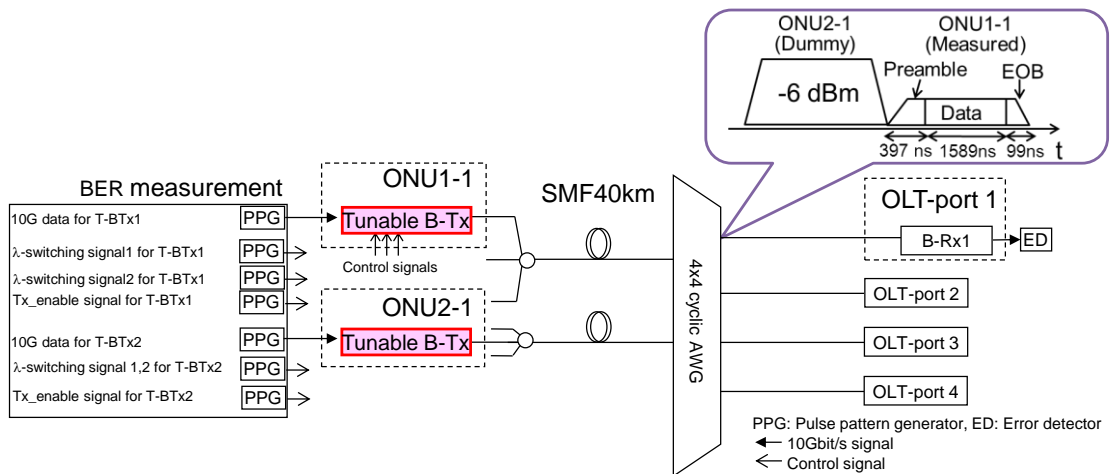 ONU2-1
(Dummy)
ONU1-1
(Measured)
Preamble
EOB
-6 dBm
Data
397 ns
1589ns
99ns
t
BER measurement
10G data for T-BTx1
PPG
λ-switching signal1 for T-BTx1
PPG
λ-switching signal2 for T-BTx1
PPG
Tx_enable signal for T-BTx1
PPG
10G data for T-BTx2
PPG
λ-switching signal 1,2 for T-BTx2
PPG
Tx_enable signal for T-BTx2
PPG
ONU1-1
Tunable B-Tx
Control signals
ONU2-1
Tunable B-Tx
SMF40km
4x4 cyclic AWG
OLT-port 1
B-Rx1
ED
OLT-port 2
OLT-port 3
OLT-port 4
PPG: Pulse pattern generator, ED: Error detector
10Gbit/s signal
Control signal